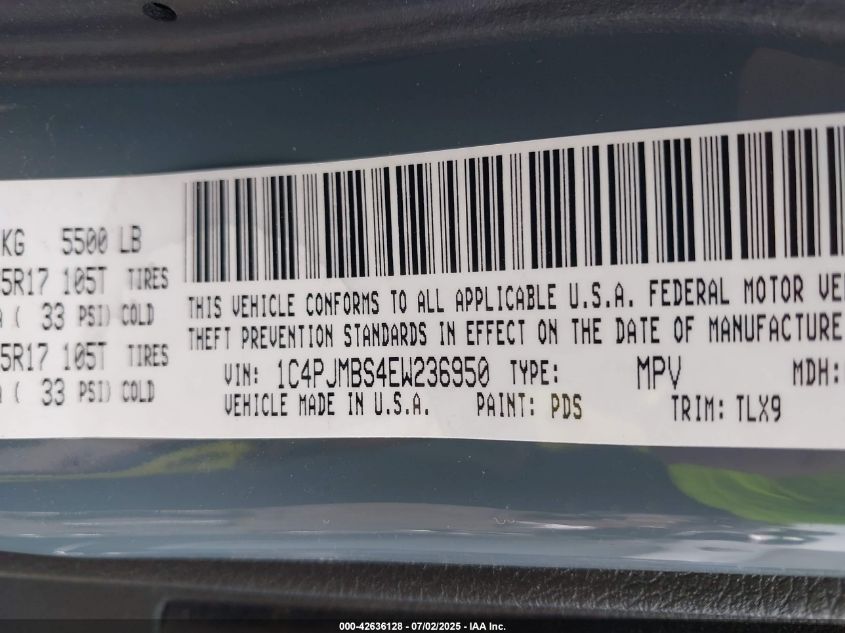 KG 5500 LB
5R17 105T TIRES
( 33 PSI) COLD
5R17 105T TIRES
( 33 PSI) COLD
THIS VEHICLE CONFORMS TO ALL APPLICABLE U.S.A. FEDERAL MOTOR VE
THEFT PREVENTION STANDARDS IN EFFECT ON THE DATE OF MANUFACTURE
VIN: 1C4PJMBS4EW236950 TYPE: MPV MDH:
VEHICLE MADE IN U.S.A. PAINT: PDS TRIM: TLX9
000-42636128 - 07/02/2025 - IAA Inc.